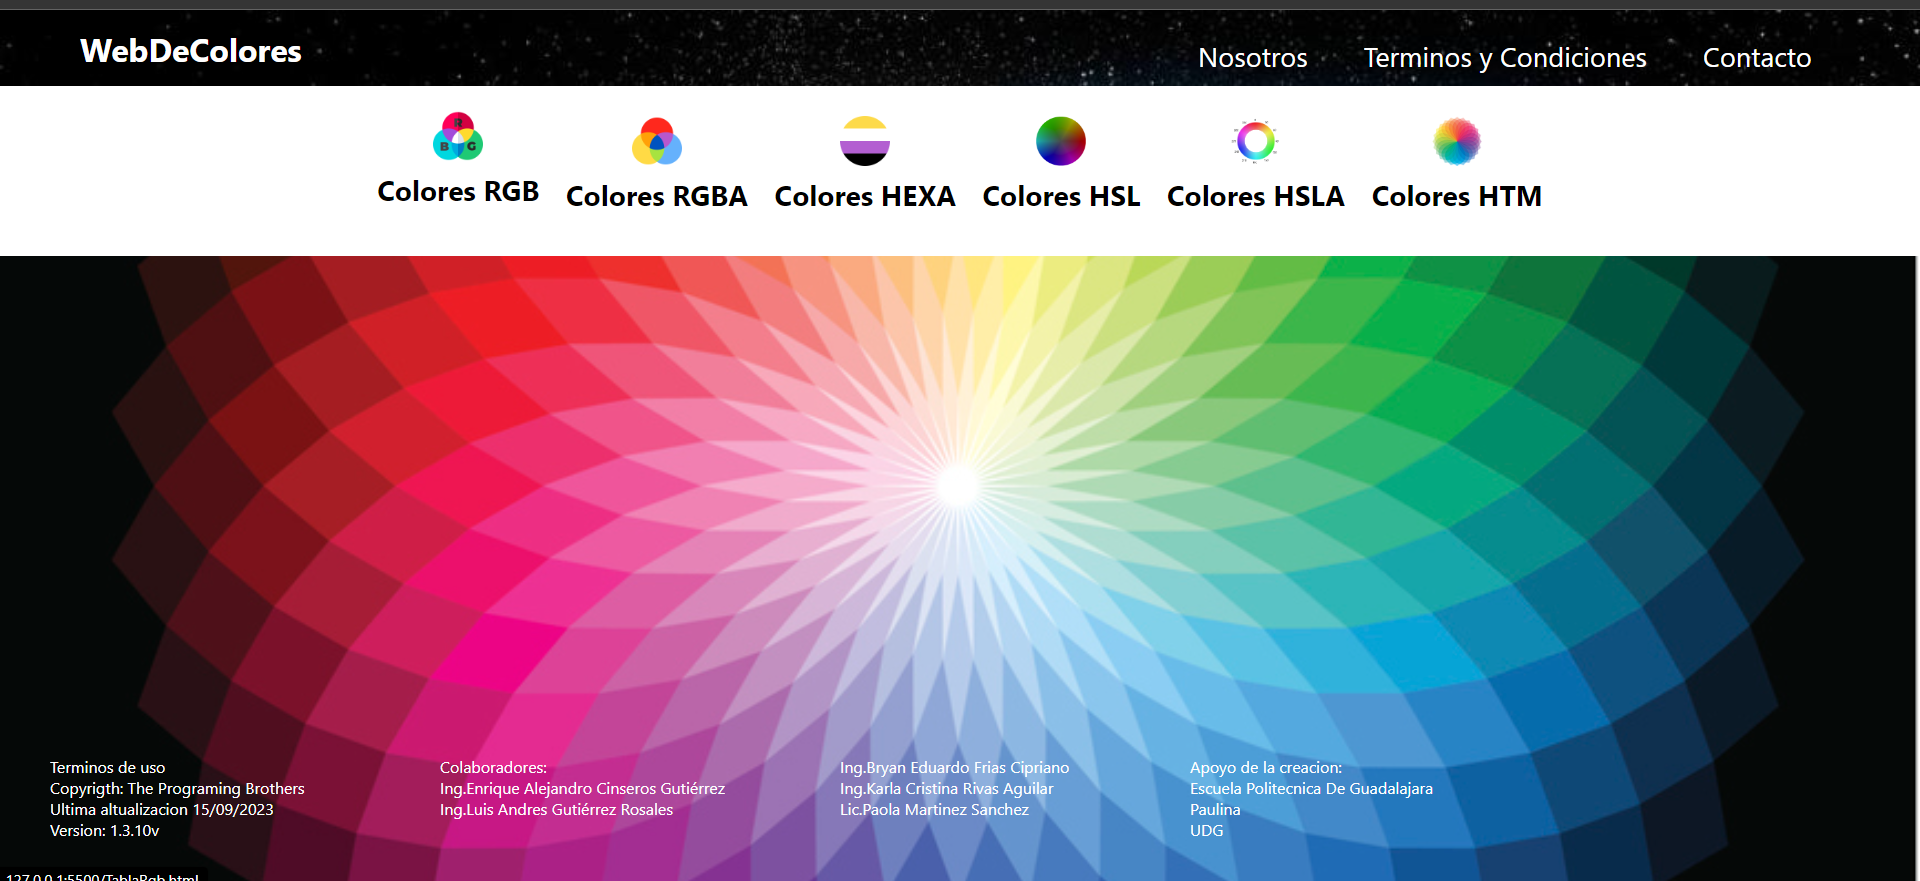 WebDeColores
Nosotros Terminos y Condiciones Contacto
R
B G
Colores RGB Colores RGBA Colores HEXA Colores HSL Colores HSLA Colores HTM
Terminos de uso
Copyrigth: The Programing Brothers
Ultima altualizacion 15/09/2023
Version: 1.3.10v
Colaboradores:
Ing.Enrique Alejandro Cinseros Gutiérrez
Ing.Luis Andres Gutiérrez Rosales
Ing.Bryan Eduardo Frias Cipriano
Ing.Karla Cristina Rivas Aguilar
Lic.Paola Martinez Sanchez
Apoyo de la creacion:
Escuela Politecnica De Guadalajara
Paulina
UDG
127.0.0.1:5500/TablaRgb.html